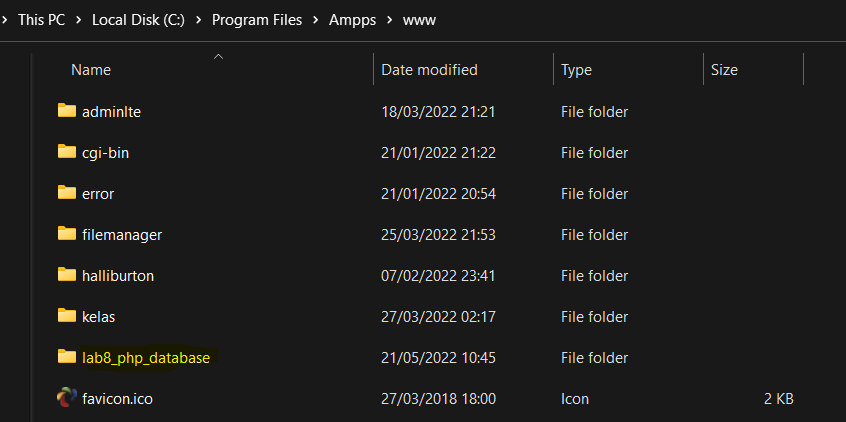 > This PC > Local Disk (C:) > Program Files > Ampps > www
Name Date modified Type Size
adminlte 18/03/2022 21:21 File folder
cgi-bin 21/01/2022 21:22 File folder
error 21/01/2022 20:54 File folder
filemanager 25/03/2022 21:53 File folder
halliburton 07/02/2022 23:41 File folder
kelas 27/03/2022 02:17 File folder
lab8_php_database 21/05/2022 10:45 File folder
favicon.ico 27/03/2018 18:00 Icon 2 KB